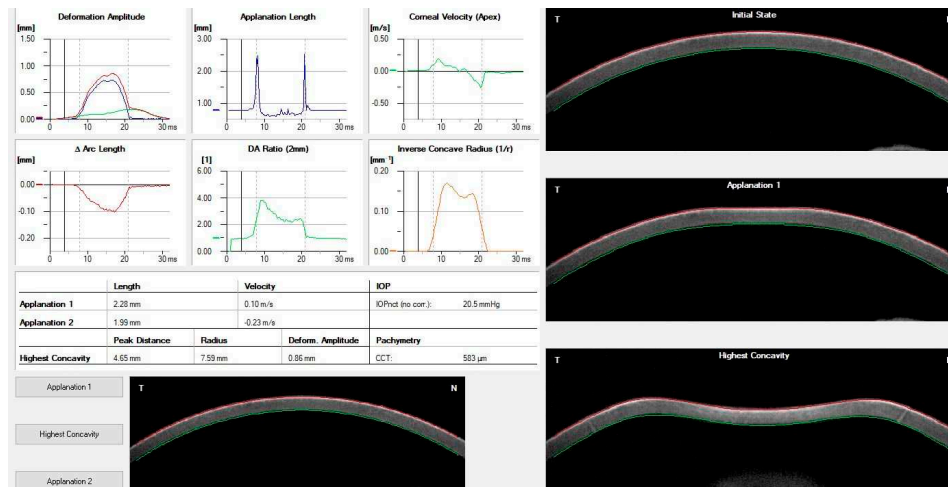 Deformation Amplitude
[mm]
1.50
1.00
0.50
0.00
0
10
20
30 ms
Applanation Length
[mm]
3.00
2.00
1.00
0
10
20
30 ms
Corneal Velocity (Apex)
[m/s]
0.50
0.00
-0.50
0
10
20
30 ms
Δ Arc Length
[mm]
0.00
-0.10
-0.20
0
10
20
30 ms
DA Ratio (2mm)
[1]
6.00
4.00
2.00
0.00
0
10
20
30 ms
Inverse Concave Radius (1/r)
[mm⁻¹]
0.20
0.10
0.00
0
10
20
30 ms
Length Velocity IOP
Applanation 1 2.28 mm 0.10 m/s IOPnct (no corr.): 20.5 mmHg
Applanation 2 1.99 mm -0.23 m/s
Peak Distance Radius Deform. Amplitude Pachymetry
Highest Concavity 4.65 mm 7.59 mm 0.86 mm CCT: 583 µm
Applanation 1
Highest Concavity
Applanation 2
T N
T Initial State
T Applanation 1
T Highest Concavity